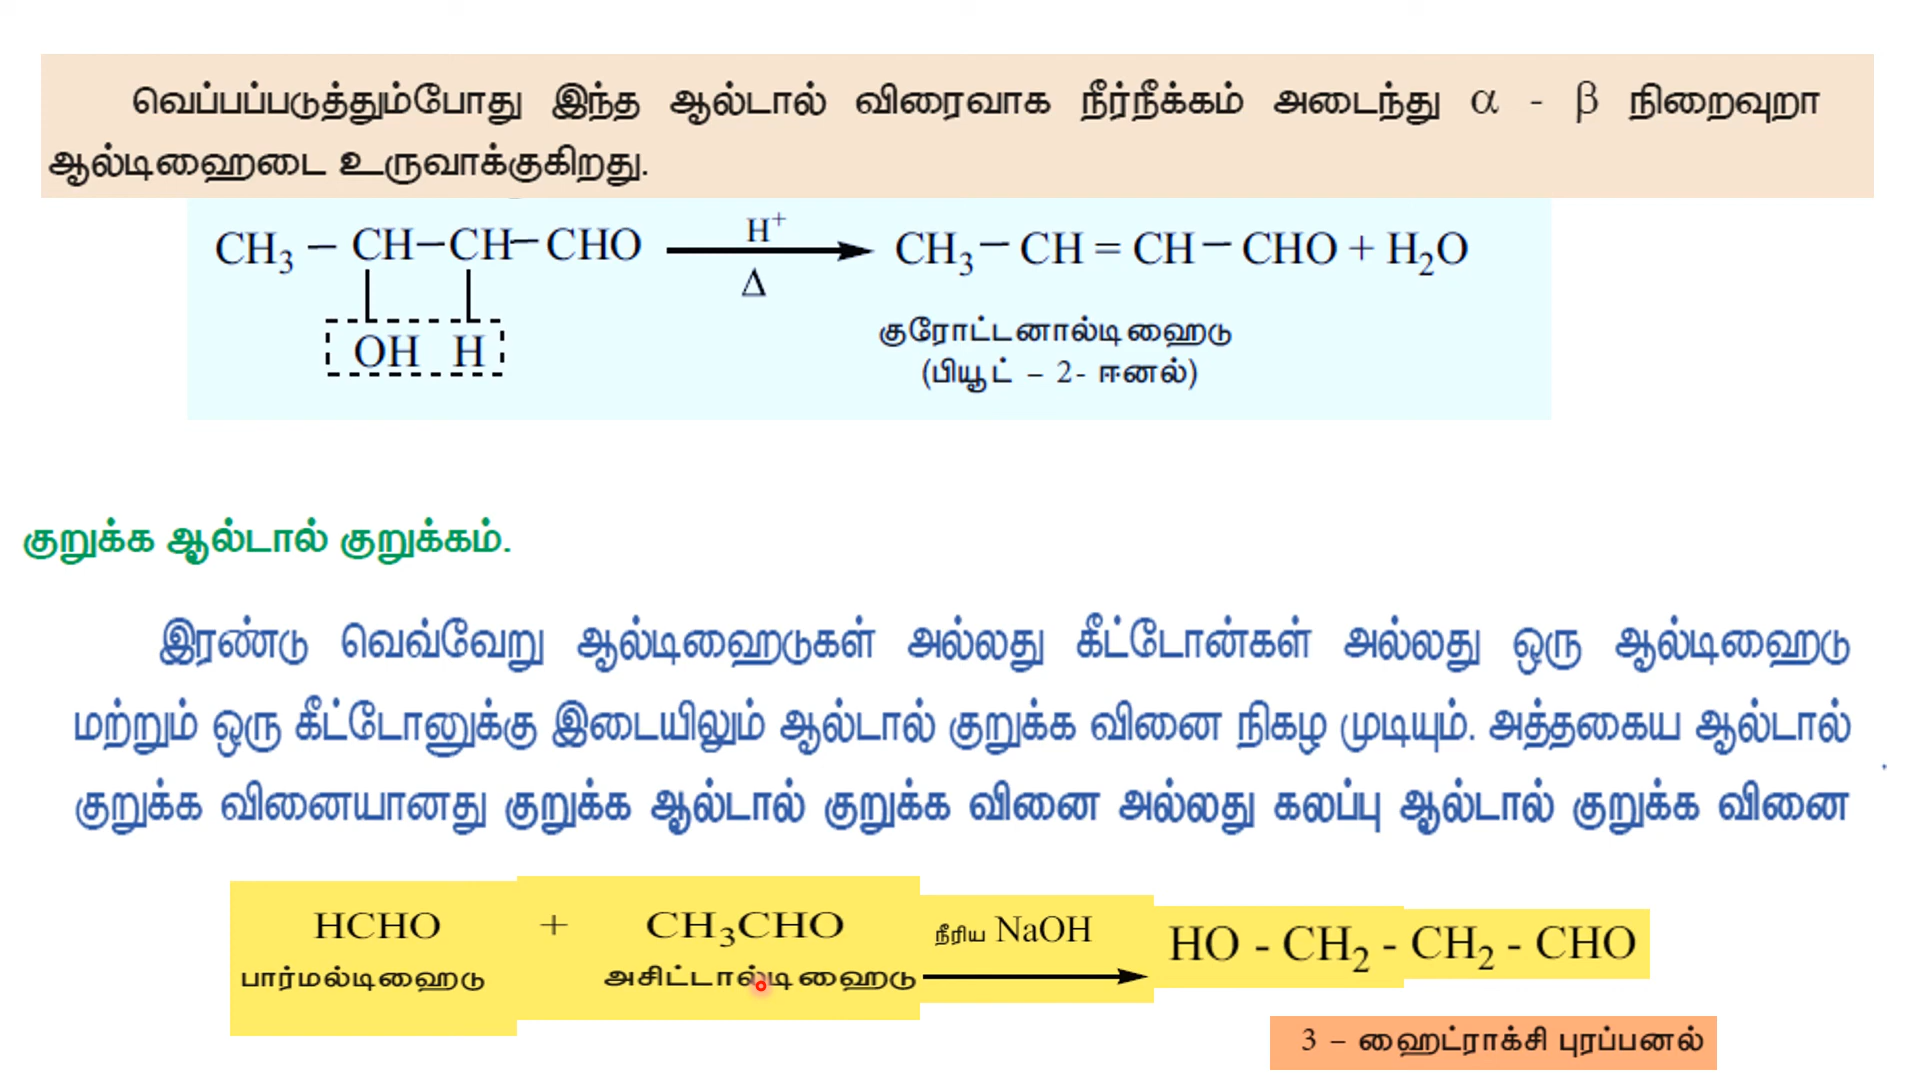 வெப்பப்படுத்தும்போது இந்த ஆல்டால் விரைவாக நீர்நீக்கம் அடைந்து α - β நிறைவுறா
ஆல்டிஹைடை உருவாக்குகிறது.
CH₃ – CH–CH–CHO H⁺ Δ CH₃ – CH = CH – CHO + H₂O
OH H
குரோட்டனால்டிஹைடு
(பியூட் – 2- ஈனல்)
குறுக்க ஆல்டால் குறுக்கம்.
இரண்டு வெவ்வேறு ஆல்டிஹைடுகள் அல்லது கீட்டோன்கள் அல்லது ஒரு ஆல்டிஹைடு
மற்றும் ஒரு கீட்டோனுக்கு இடையிலும் ஆல்டால் குறுக்க வினை நிகழ முடியும். அத்தகைய ஆல்டால்
குறுக்க வினையானது குறுக்க ஆல்டால் குறுக்க வினை அல்லது கலப்பு ஆல்டால் குறுக்க வினை
HCHO + CH₃CHO நீரிய NaOH HO - CH₂ - CH₂ - CHO
பார்மல்டிஹைடு அசிட்டால்டிஹைடு
3 – ஹைட்ராக்சி புரப்பனல்